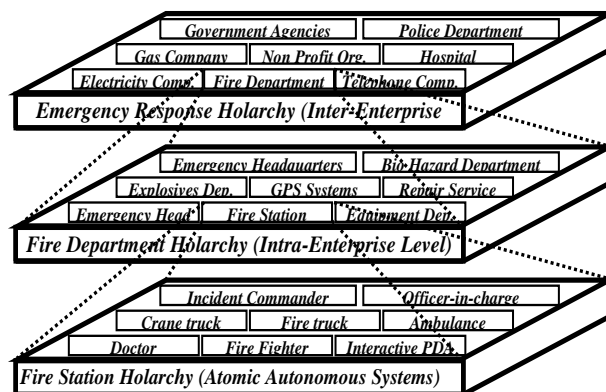 Government Agencies Police Department
Gas Company Non Profit Org. Hospital
Electricity Comp. Fire Department Telephone Comp.
Emergency Response Holarchy (Inter-Enterprise
Emergency Headquarters Bio Hazard Department
Explosives Dep. GPS Systems Repair Service
Emergency Head Fire Station Equipment Dep.
Fire Department Holarchy (Intra-Enterprise Level)
Incident Commander Officer-in-charge
Crane truck Fire truck Ambulance
Doctor Fire Fighter Interactive PDA
Fire Station Holarchy (Atomic Autonomous Systems)